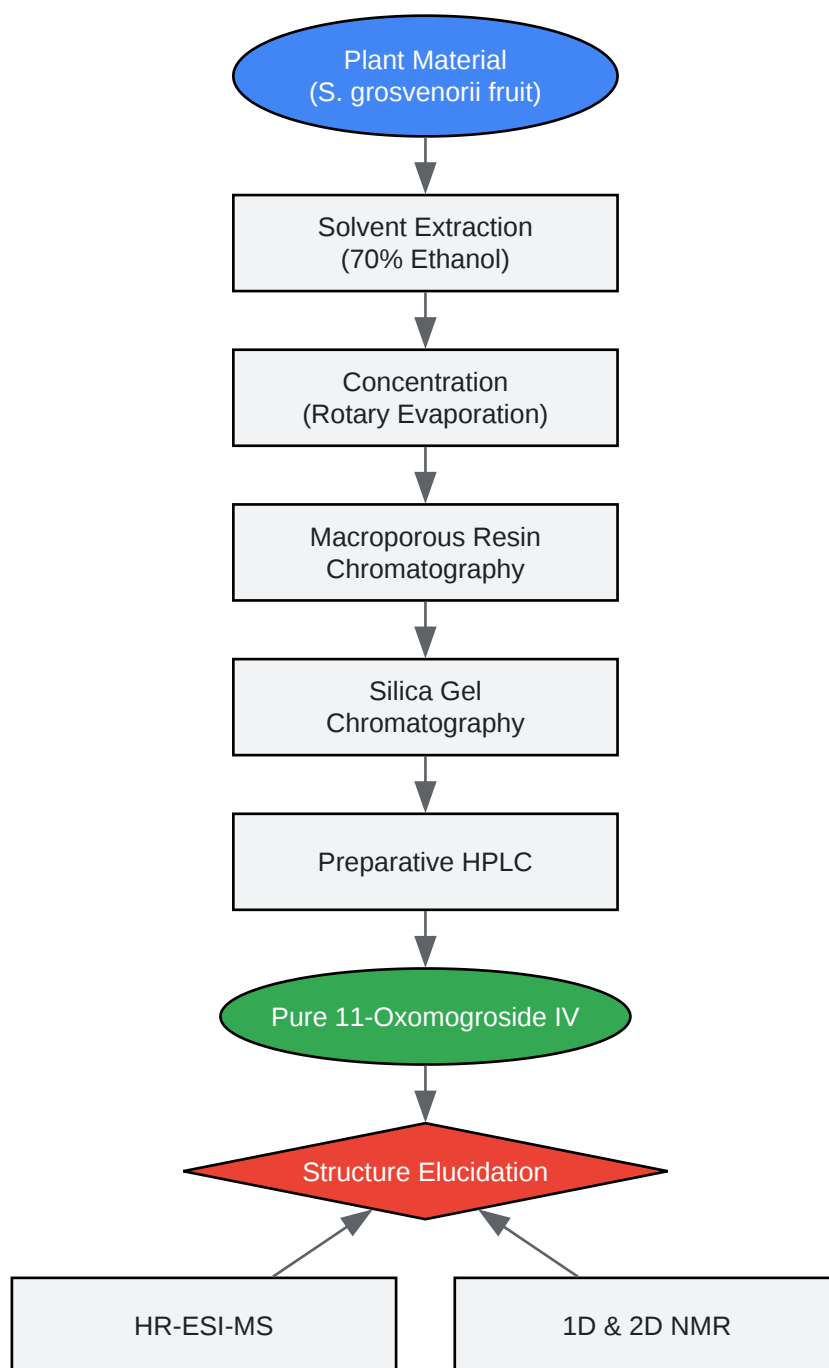 Plant Material
(S. grosvenorii fruit)
Solvent Extraction
(70% Ethanol)
Concentration
(Rotary Evaporation)
Macroporous Resin
Chromatography
Silica Gel
Chromatography
Preparative HPLC
Pure 11-Oxomogroside IV
Structure Elucidation
HR-ESI-MS
1D & 2D NMR